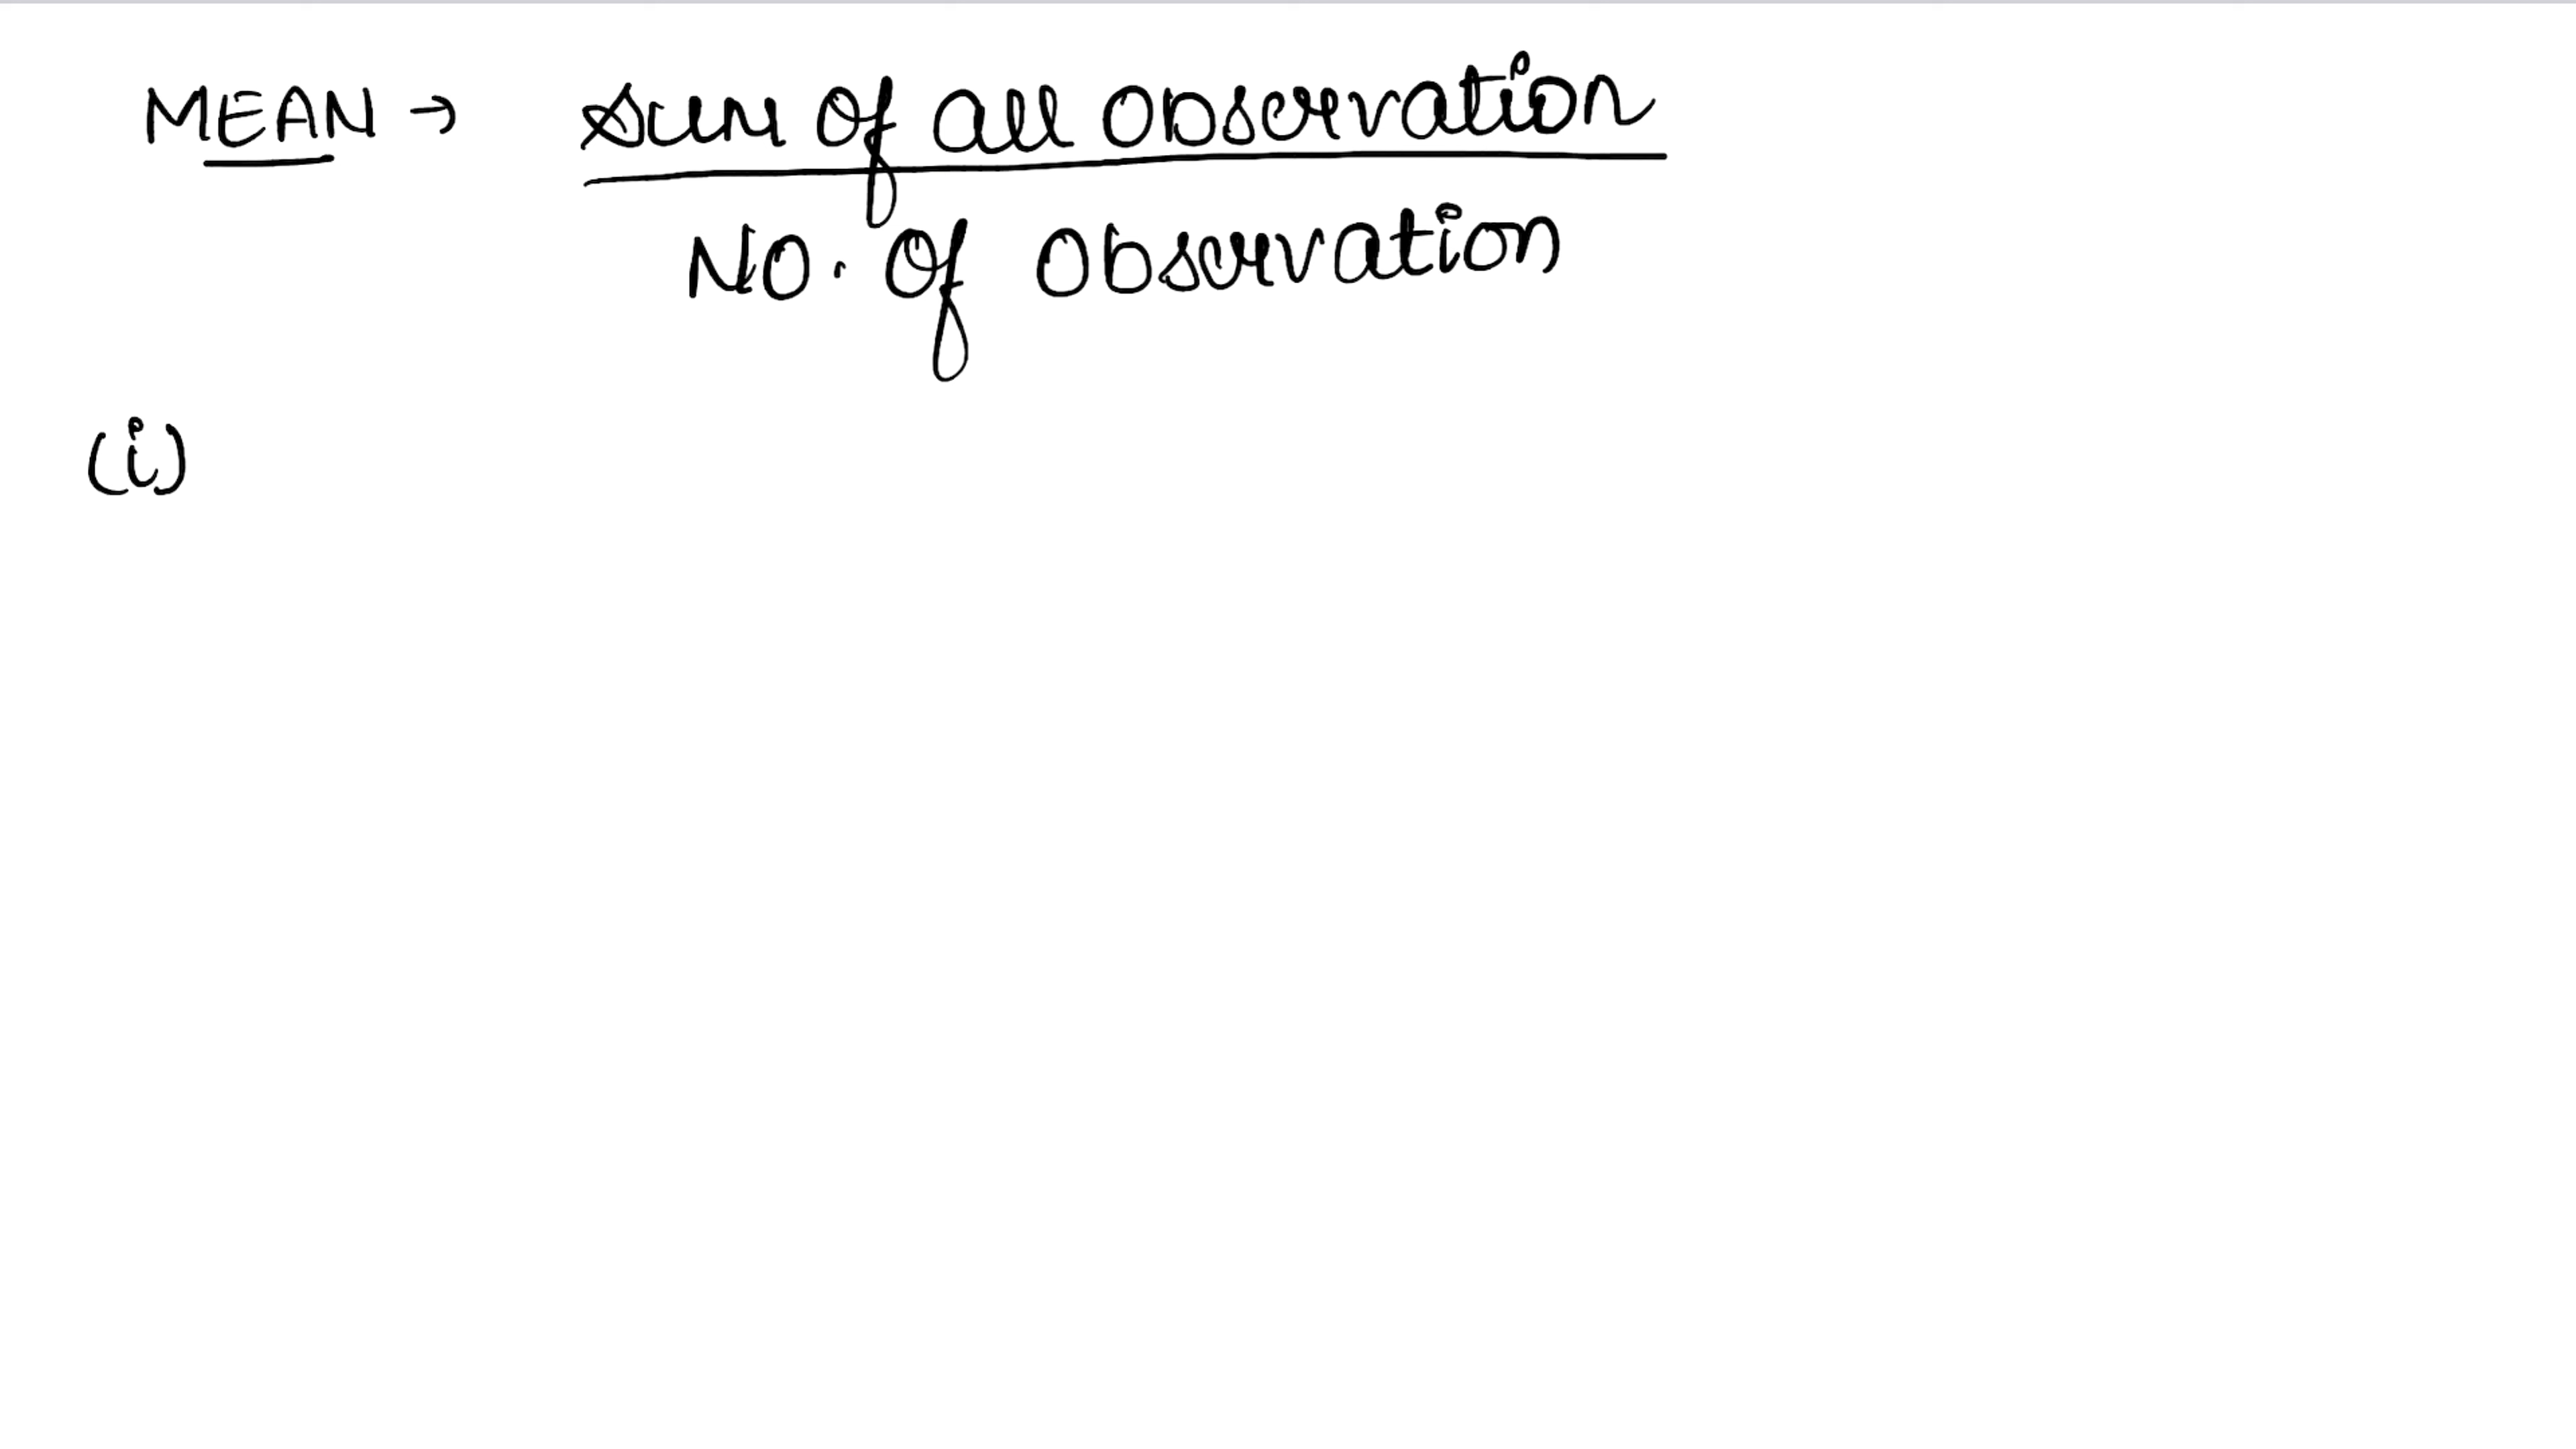 MEAN → Sum Of all Observation
No. Of Observation
(i)